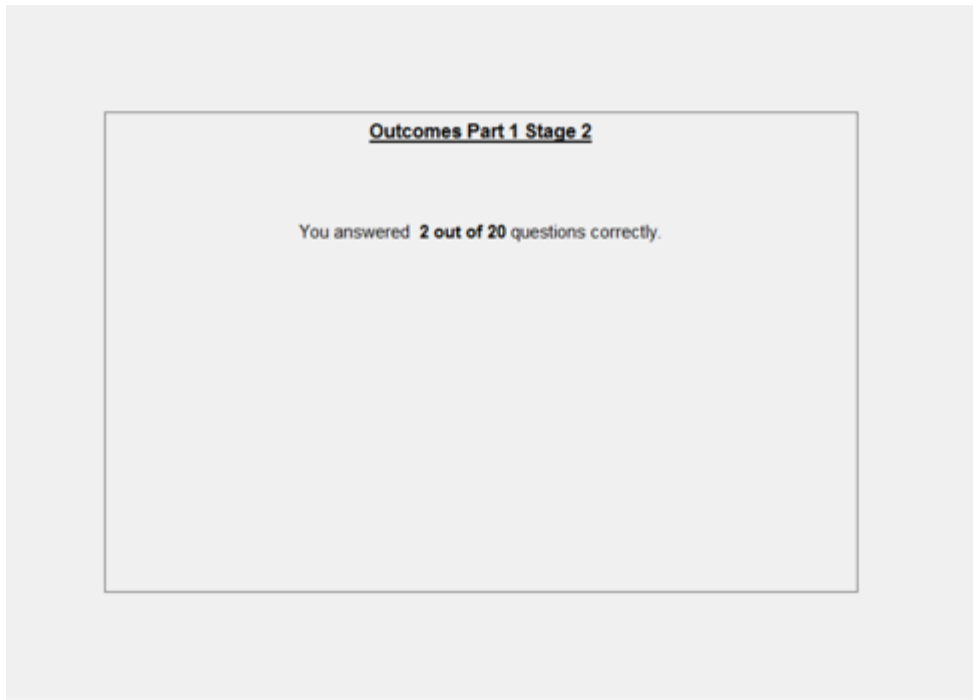 Outcomes Part 1 Stage 2
You answered 2 out of 20 questions correctly.